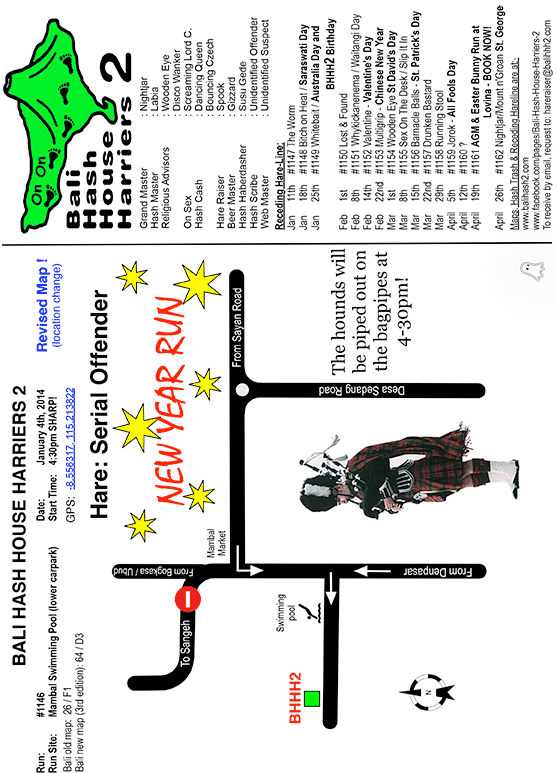 BALI HASH HOUSE HARRIERS 2
Run: #1146
Run Site: Mambal Swimming Pool (lower carpark)
Bali old map: 26 / F1
Bali new map (3rd edition): 64 / D3
Date: January 4th, 2014
Start Time: 4:30pm SHARP!
GPS: -8.556317, 115.213822
Revised Map !
(location change)
Hare: Serial Offender
NEW YEAR RUN
From Sayan Road
Mambal
Market
From Bogkasa / Ubud
To Sangeh
Desa Sedang Road
From Denpasar
Swimming
pool
BHHH2
N
The hounds will
be piped out on
the bagpipes at
4-30pm!
On On
Bali
Hash
House
Harriers 2
Grand Master : Nightjar
Hash Master : Labia
Religious Advisors : Wooden Eye
: Disco Wanker
On Sex : Screaming Lord C.
Hash Cash : Dancing Queen
: Bouncing Czech
Hare Raiser : Spook
Beer Master : Gizzard
Hash Haberdasher : Susu Gede
Hash Scribe : Unidentified Offender
Web Master : Unidentified Suspect
Receding Hare-Line:
Jan 11th #1147 The Worm
Jan 18th #1148 Bitch on Heat / Saraswati Day
Jan 25th #1149 Whiteball / Australia Day and
BHHH2 Birthday
Feb 1st #1150 Lost & Found
Feb 8th #1151 Whykickanenema / Waitangi Day
Feb 14th #1152 Valentine - Valentine's Day
Feb 22nd #1153 Multigrip - Chinese New Year
Mar 1st #1154 Wooden Eye St David's Day
Mar 8th #1155 Sex On The Desk / Slip It In
Mar 15th #1156 Barnacle Balls - St. Patrick's Day
Mar 22nd #1157 Drunken Bastard
Mar 29th #1158 Running Stool
April 5th #1159 Jorok - All Fools Day
April 12th #1160 ?
April 19th #1161 AGM & Easter Bunny Run at
Lovina - BOOK NOW!
April 26th #1162 Nightjar/Mount n'Groan St. George
Maps, Hash Trash & Receding Hareline are at:
www.balihash2.com
www.facebook.com/pages/Bali-Hash-House-Harriers-2
To receive by email, request to: hareraiser@balihhh2.com